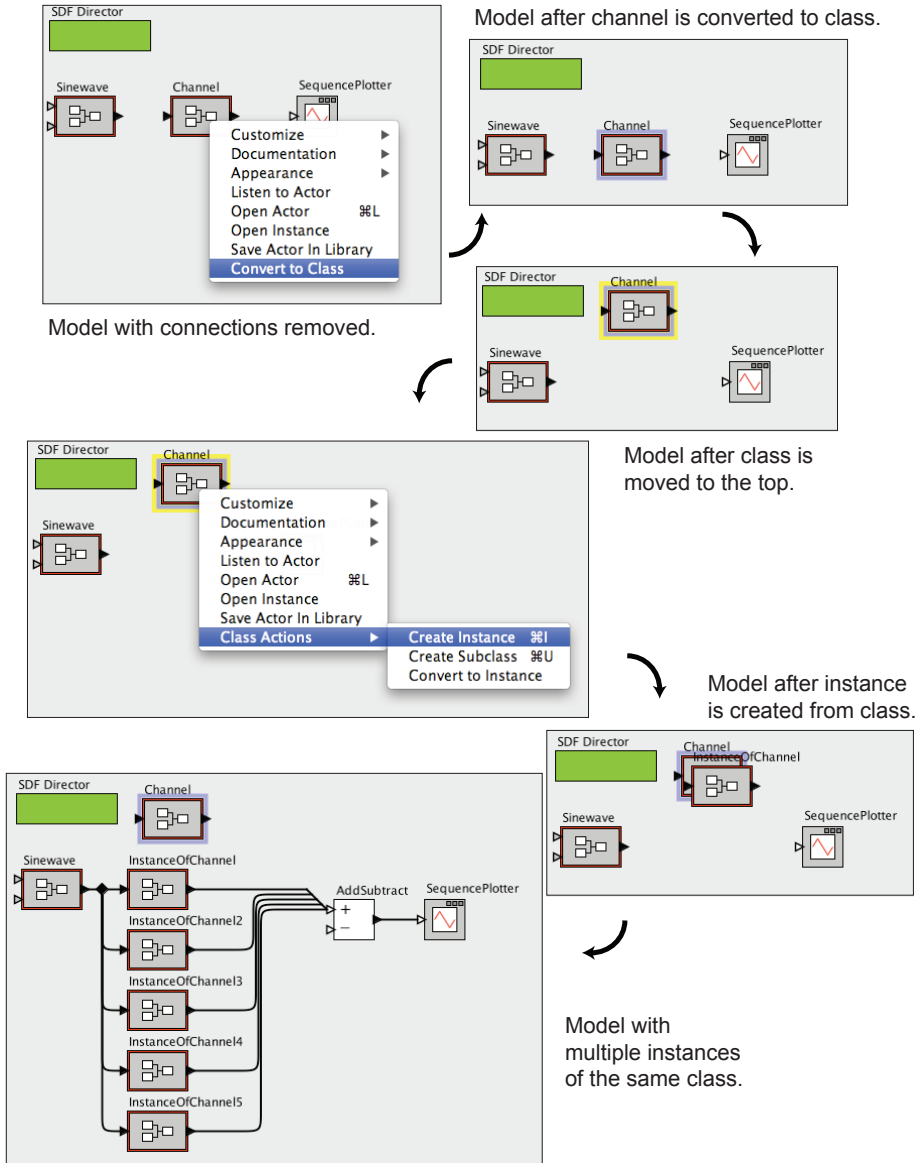 SDF Director
Sinewave
Channel
SequencePlotter
Customize
Documentation
Appearance
Listen to Actor
Open Actor ⌘L
Open Instance
Save Actor In Library
Convert to Class
Model with connections removed.
Model after channel is converted to class.
SDF Director
Sinewave
Channel
SequencePlotter
SDF Director
Channel
Sinewave
SequencePlotter
Model after class is
moved to the top.
SDF Director
Channel
Sinewave
Customize
Documentation
Appearance
Listen to Actor
Open Actor ⌘L
Open Instance
Save Actor In Library
Class Actions
Create Instance ⌘I
Create Subclass ⌘U
Convert to Instance
Model after instance
is created from class.
SDF Director
Channel
InstanceOfChannel
Sinewave
SequencePlotter
SDF Director
Channel
Sinewave
InstanceOfChannel
InstanceOfChannel2
InstanceOfChannel3
InstanceOfChannel4
InstanceOfChannel5
AddSubtract
+
−
SequencePlotter
Model with
multiple instances
of the same class.